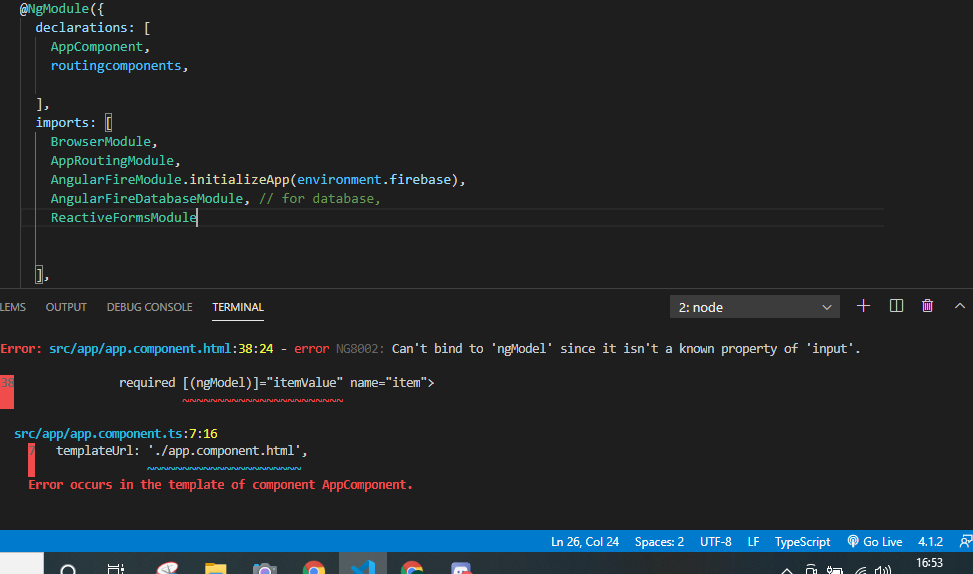 @NgModule({
declarations: [
AppComponent,
routingcomponents,
],
imports: [
BrowserModule,
AppRoutingModule,
AngularFireModule.initializeApp(environment.firebase),
AngularFireDatabaseModule, // for database,
ReactiveFormsModule
],
LEMS OUTPUT DEBUG CONSOLE TERMINAL 2: node
Error: src/app/app.component.html:38:24 - error NG8002: Can't bind to 'ngModel' since it isn't a known property of 'input'.
38 required [(ngModel)]="itemValue" name="item">
src/app/app.component.ts:7:16
7 templateUrl: './app.component.html',
Error occurs in the template of component AppComponent.
Ln 26, Col 24 Spaces: 2 UTF-8 LF TypeScript Go Live 4.1.2
16:53